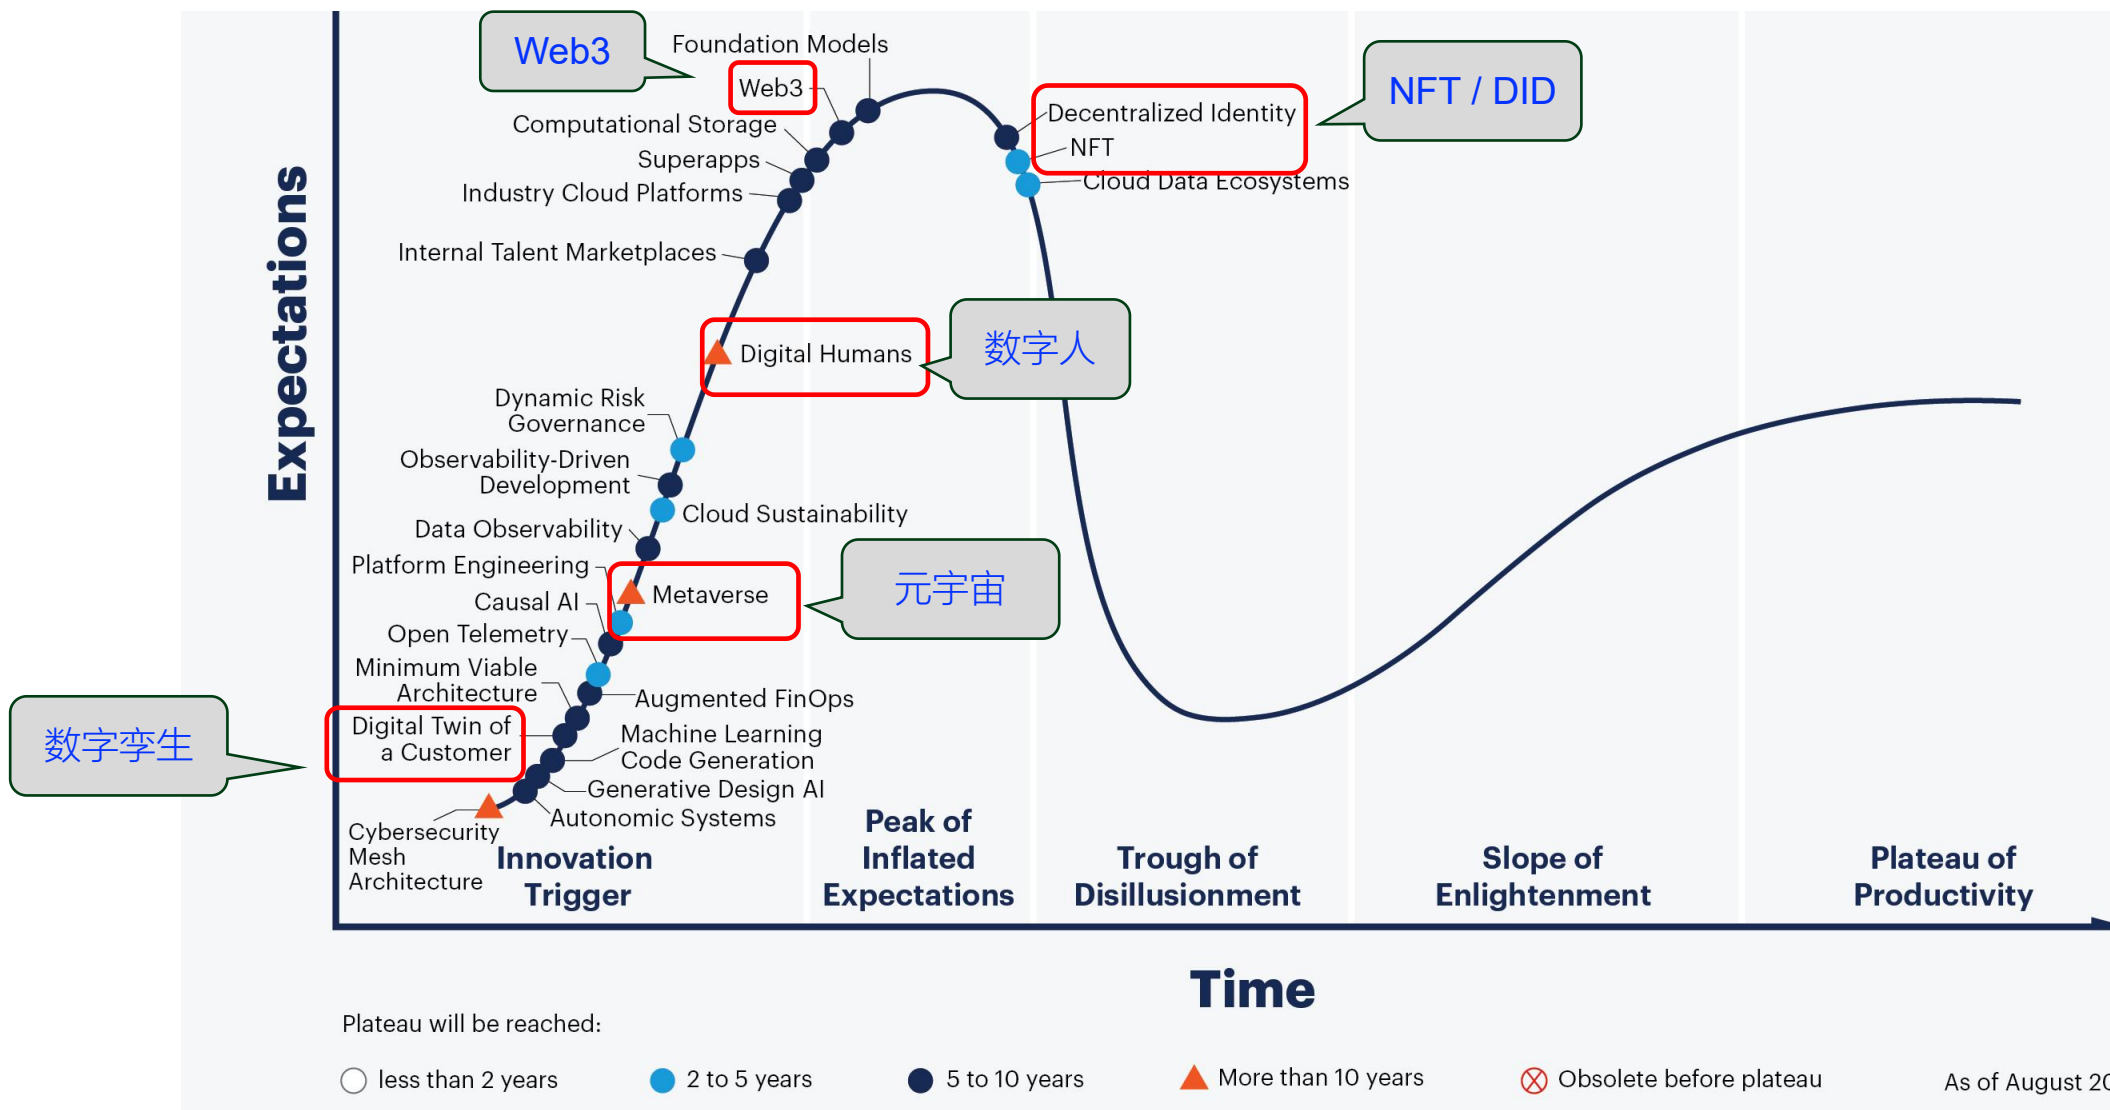 Web3
Foundation Models
Web3
Computational Storage
Superapps
Industry Cloud Platforms
Internal Talent Marketplaces
Decentralized Identity
NFT
Cloud Data Ecosystems
NFT / DID
Digital Humans
数字人
Dynamic Risk
Governance
Observability-Driven
Development
Cloud Sustainability
Data Observability
Platform Engineering
Metaverse
元宇宙
Causal AI
Open Telemetry
Minimum Viable
Architecture
Augmented FinOps
数字孪生
Digital Twin of
a Customer
Machine Learning
Code Generation
Generative Design AI
Autonomic Systems
Cybersecurity
Mesh
Architecture
Expectations
Innovation
Trigger
Peak of
Inflated
Expectations
Trough of
Disillusionment
Slope of
Enlightenment
Plateau of
Productivity
Time
Plateau will be reached:
less than 2 years
2 to 5 years
5 to 10 years
More than 10 years
Obsolete before plateau
As of August